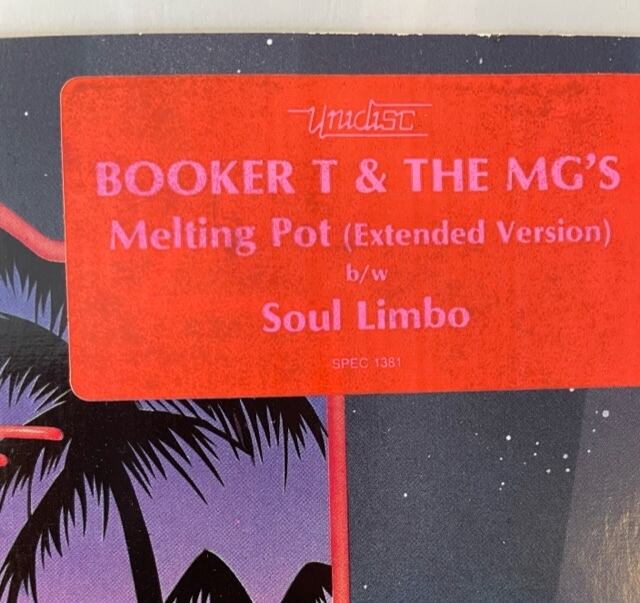 Unidisc
BOOKER T & THE MG'S
Melting Pot (Extended Version)
b/w
Soul Limbo
SPEC 1381